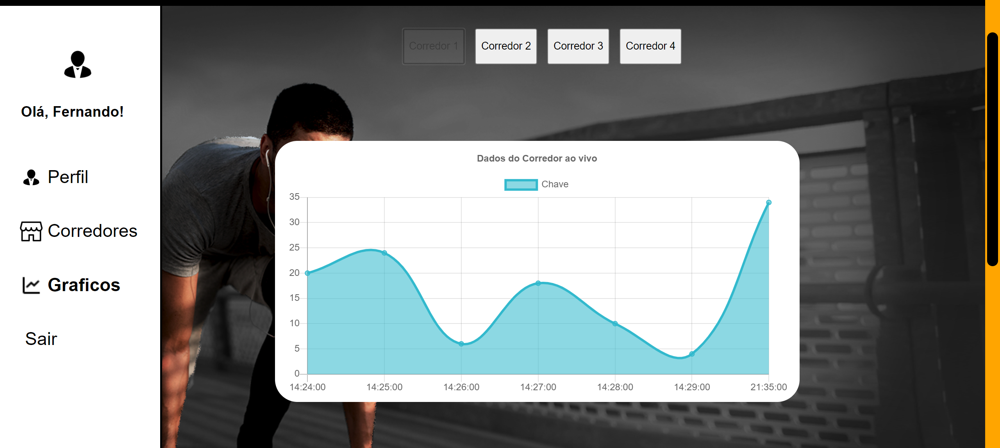 Olá, Fernando!
Perfil
Corredores
Graficos
Sair
Corredor 1
Corredor 2
Corredor 3
Corredor 4
Dados do Corredor ao vivo
Chave
35
30
25
20
15
10
5
0
14:24:00
14:25:00
14:26:00
14:27:00
14:28:00
14:29:00
21:35:00